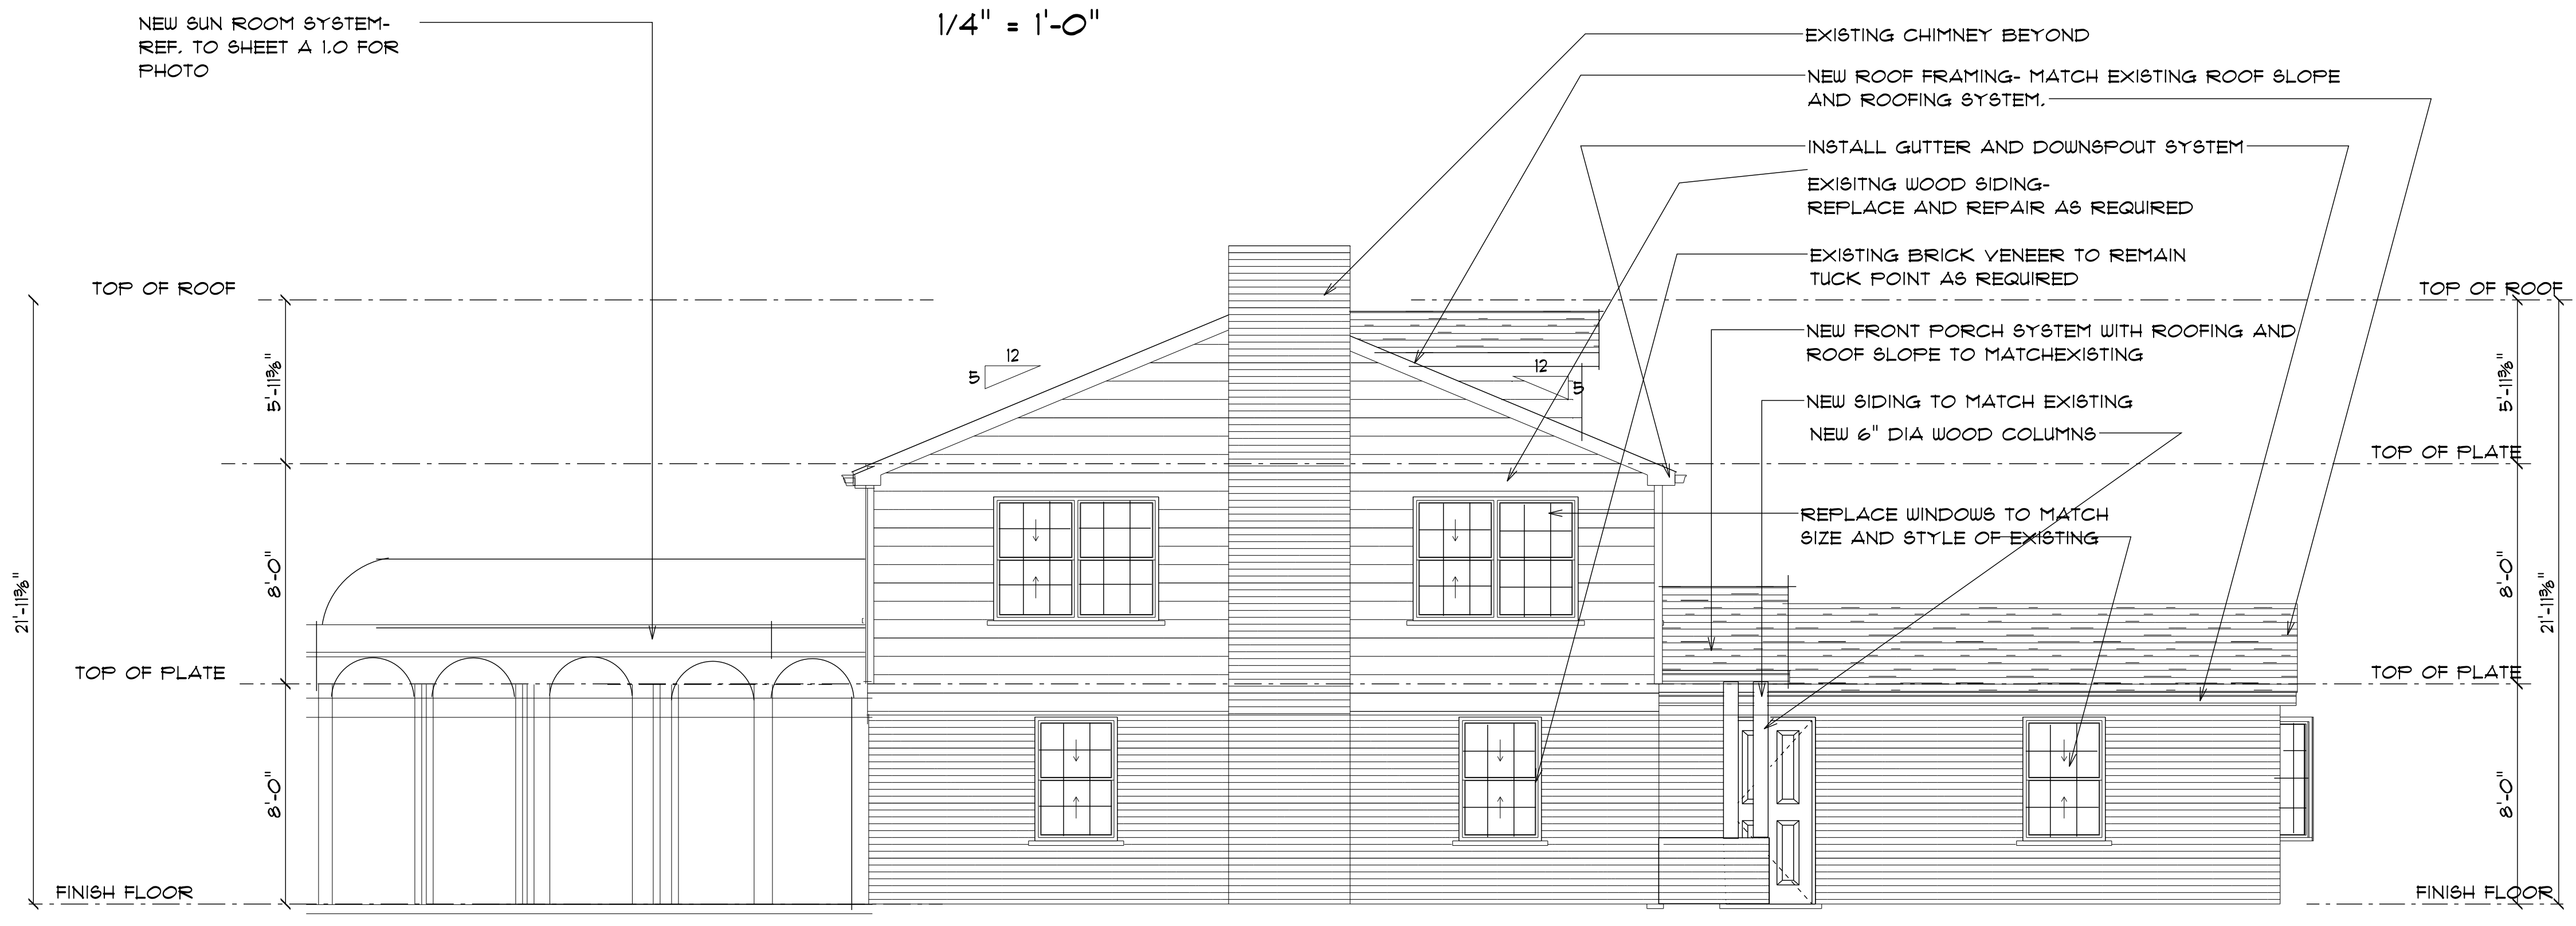 NEW SUN ROOM SYSTEM-
REF. TO SHEET A 1.0 FOR
PHOTO
1/4" = 1'-0"
EXISTING CHIMNEY BEYOND
NEW ROOF FRAMING- MATCH EXISTING ROOF SLOPE
AND ROOFING SYSTEM.
INSTALL GUTTER AND DOWNSPOUT SYSTEM
EXISITNG WOOD SIDING-
REPLACE AND REPAIR AS REQUIRED
EXISTING BRICK VENEER TO REMAIN
TUCK POINT AS REQUIRED
NEW FRONT PORCH SYSTEM WITH ROOFING AND
ROOF SLOPE TO MATCHEXISTING
NEW SIDING TO MATCH EXISTING
NEW 6" DIA WOOD COLUMNS
REPLACE WINDOWS TO MATCH
SIZE AND STYLE OF EXISTING
TOP OF ROOF
TOP OF PLATE
FINISH FLOOR
21'-11⅜"
5'-11⅜"
8'-0"
8'-0"
12
5
12
5
TOP OF ROOF
TOP OF PLATE
TOP OF PLATE
FINISH FLOOR
5'-11⅜"
8'-0"
8'-0"
21'-11⅜"